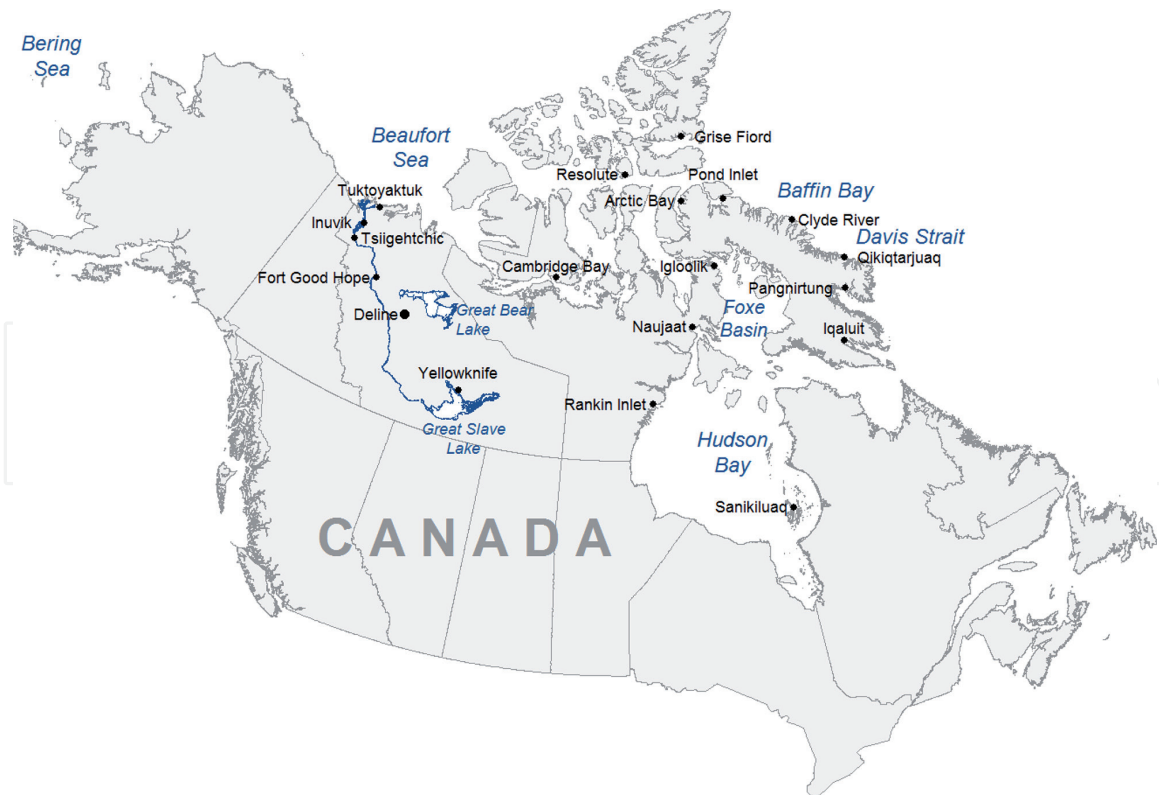 Bering
Sea
Beaufort
Sea
Grise Fiord
Resolute
Pond Inlet
Tuktoyaktuk
Arctic Bay
Baffin Bay
Inuvik
Clyde River
Tsiigehtchic
Davis Strait
Qikiqtarjuaq
Cambridge Bay
Igloolik
Fort Good Hope
Pangnirtung
Great Bear
Lake
Deline
Foxe
Basin
Naujaat
Iqaluit
Yellowknife
Rankin Inlet
Great Slave
Lake
Hudson
Bay
Sanikiluaq
CANADA